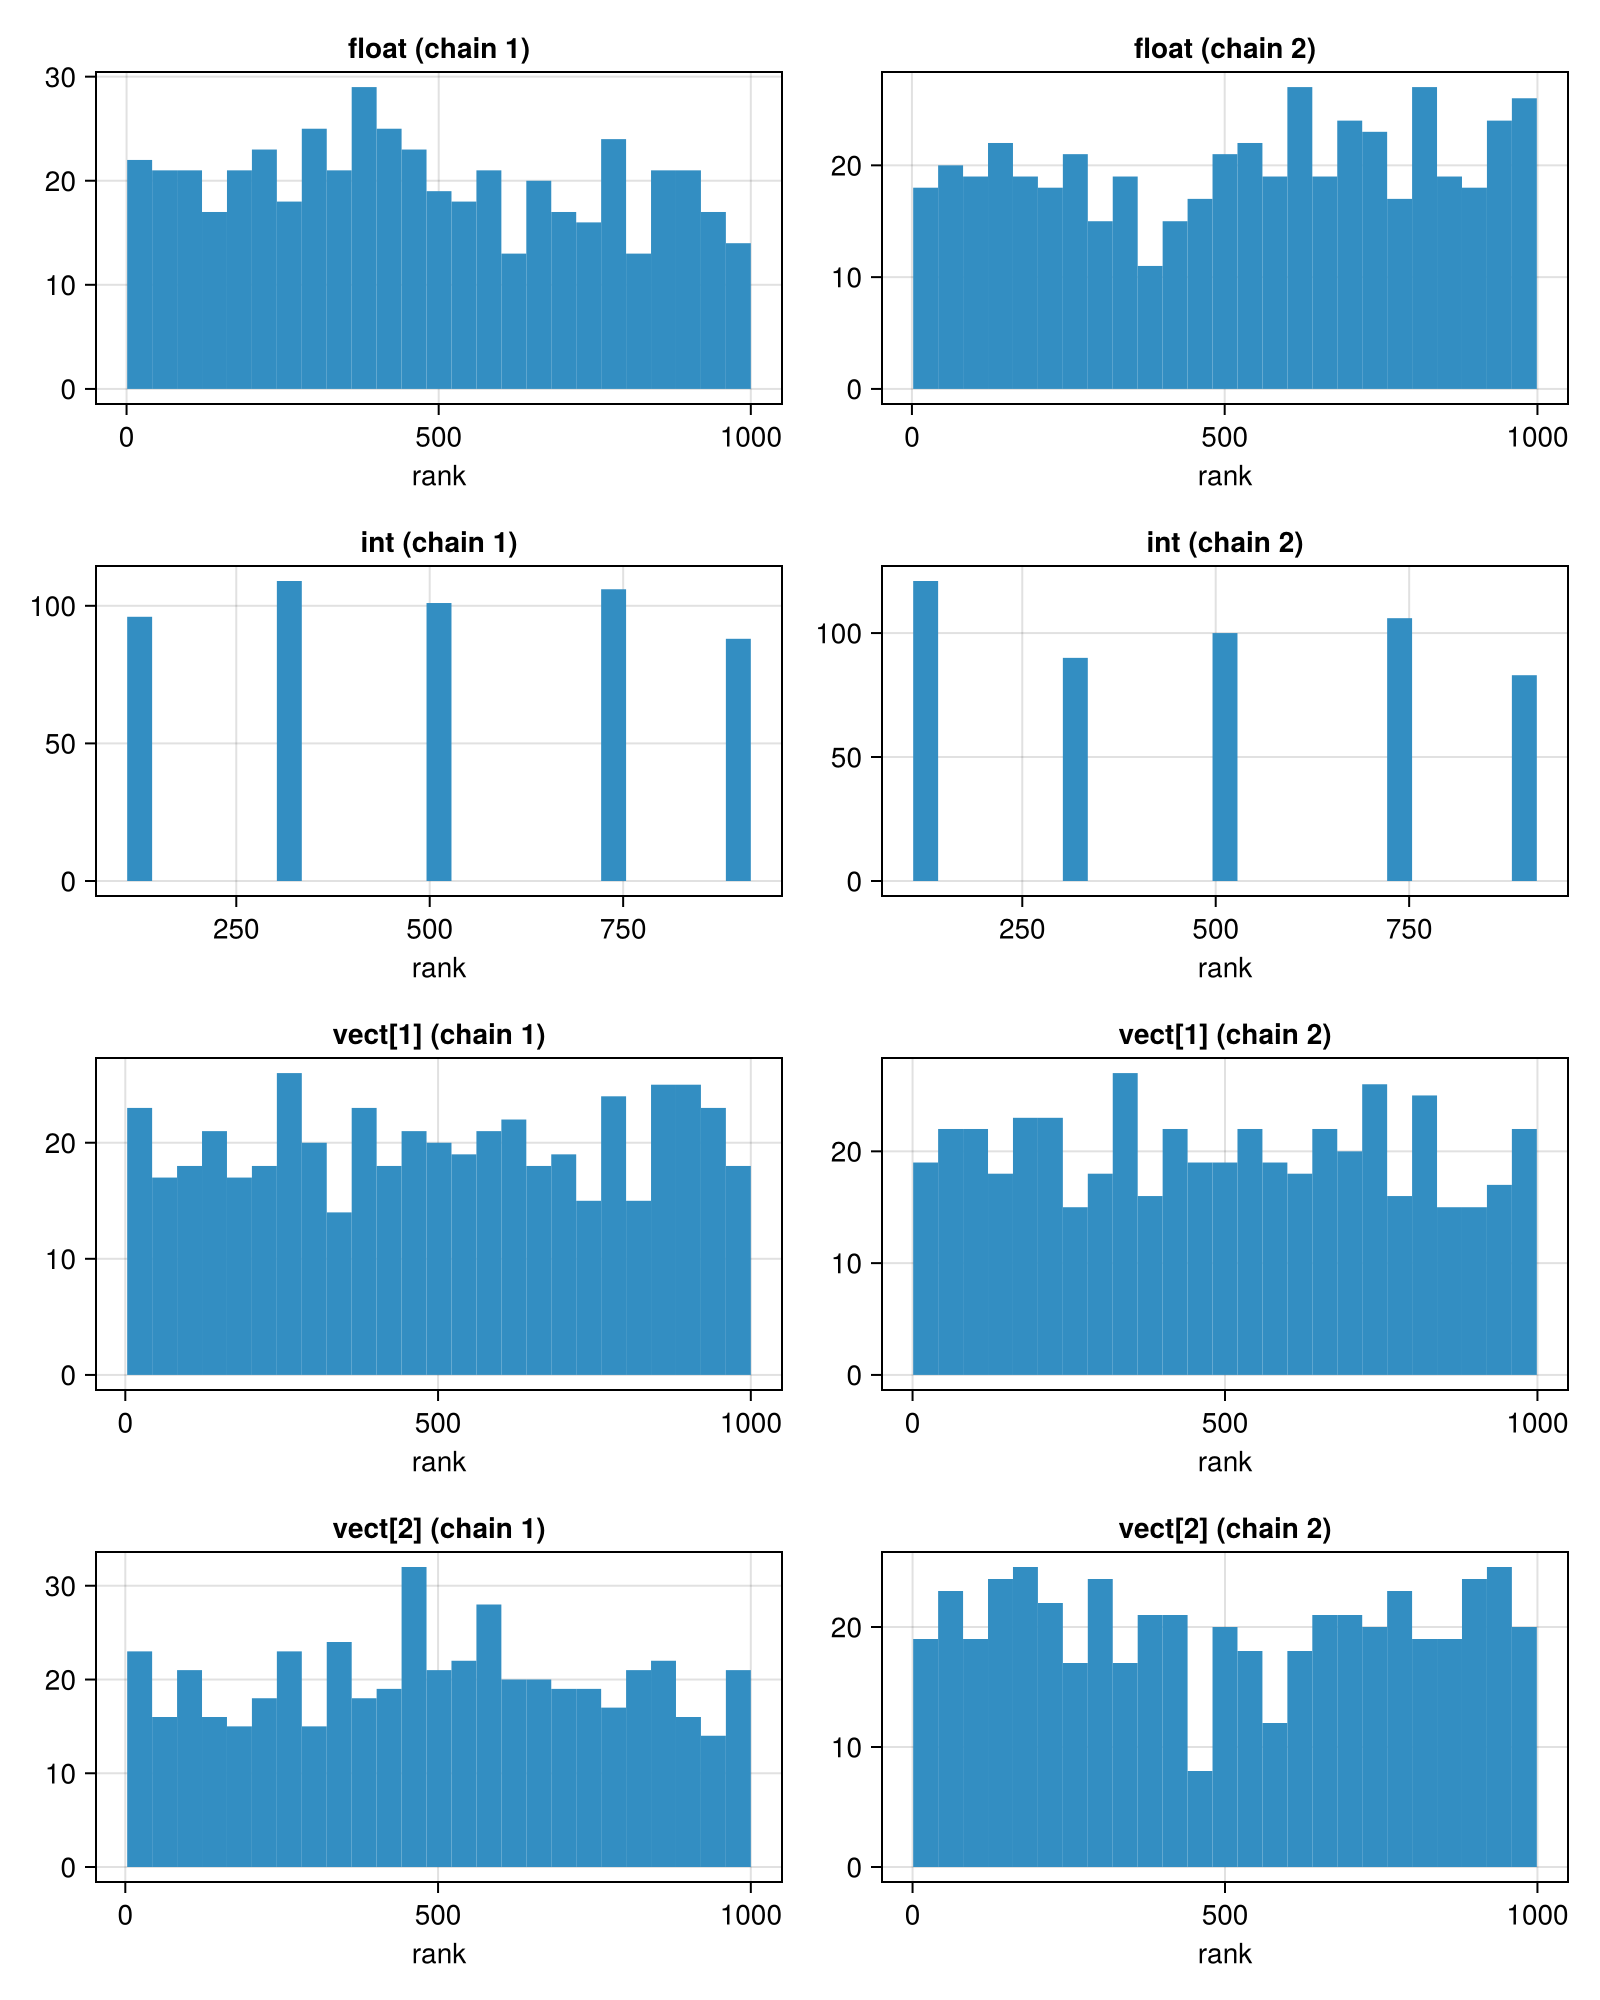 float (chain 1)
30
20
10
0
0 500 1000
rank
float (chain 2)
20
10
0
0 500 1000
rank
int (chain 1)
100
50
0
250 500 750
rank
int (chain 2)
100
50
0
250 500 750
rank
vect[1] (chain 1)
20
10
0
0 500 1000
rank
vect[1] (chain 2)
20
10
0
0 500 1000
rank
vect[2] (chain 1)
30
20
10
0
0 500 1000
rank
vect[2] (chain 2)
20
10
0
0 500 1000
rank